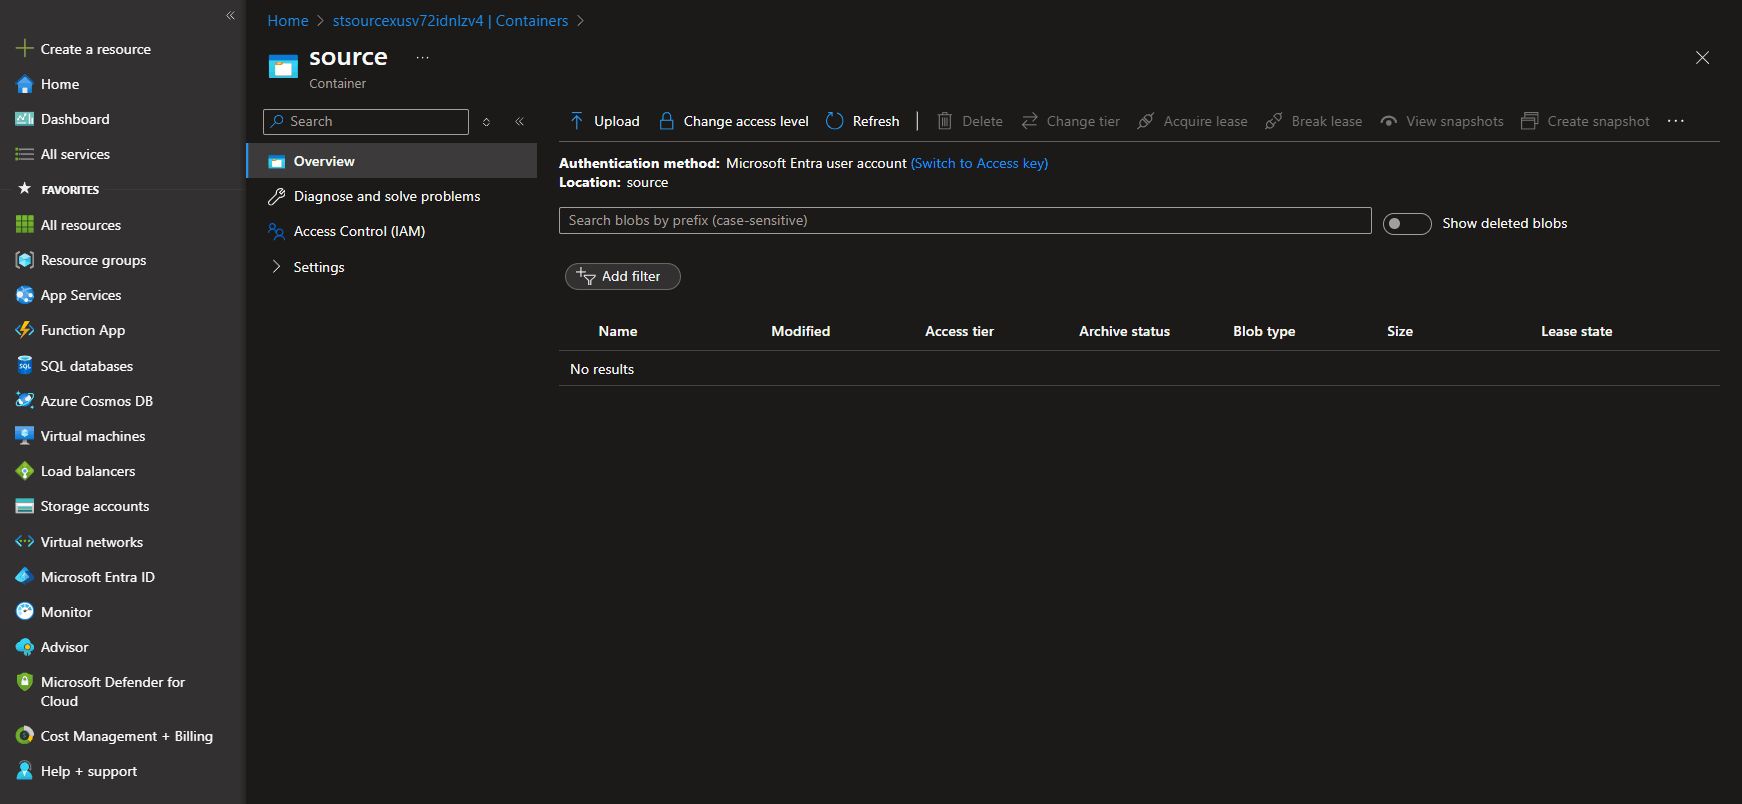 Create a resource
Home
Dashboard
All services
FAVORITES
All resources
Resource groups
App Services
Function App
SQL databases
Azure Cosmos DB
Virtual machines
Load balancers
Storage accounts
Virtual networks
Microsoft Entra ID
Monitor
Advisor
Microsoft Defender for
Cloud
Cost Management + Billing
Help + support
Home > stsourcexusv72idnlzv4 | Containers >
source ...
Container
Search
Overview
Diagnose and solve problems
Access Control (IAM)
Settings
Upload Change access level Refresh | Delete Change tier Acquire lease Break lease View snapshots Create snapshot ...
Authentication method: Microsoft Entra user account (Switch to Access key)
Location: source
Search blobs by prefix (case-sensitive) Show deleted blobs
Add filter
Name Modified Access tier Archive status Blob type Size Lease state
No results